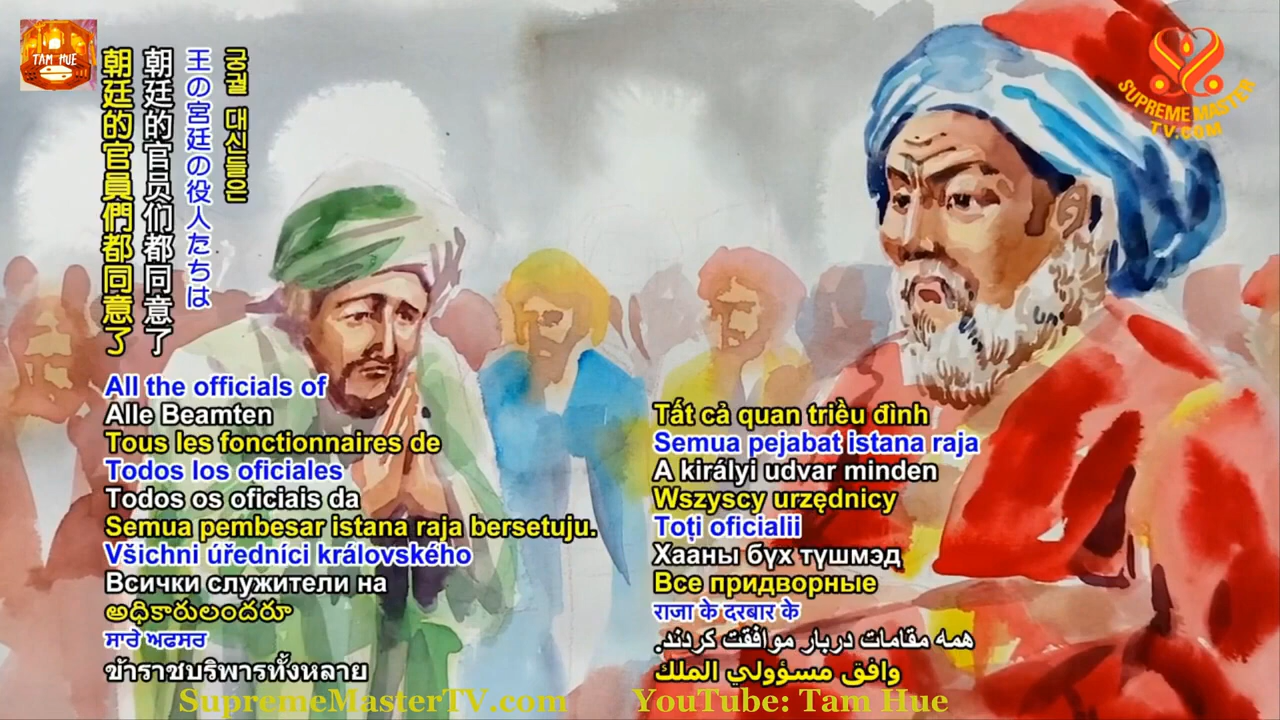 TAM HUE
SUPREME MASTER
TV.COM
궁궐 대신들은
王の宮廷の役人たちは
朝廷的官员们都同意了
朝廷的官員們都同意了
All the officials of
Alle Beamten
Tous les fonctionnaires de
Todos los oficiales
Todos os oficiais da
Semua pembesar istana raja bersetuju.
Všichni úředníci královského
Всички служители на
అధికారులందరూ
ਸਾਰੇ ਅਫਸਰ
ข้าราชบริพารทั้งหลาย
Tất cả quan triều đình
Semua pejabat istana raja
A királyi udvar minden
Wszyscy urzędnicy
Toți oficialii
Хааны бүх түшмэд
Все придворные
राजा के दरबार के
همه مقامات دربار موافقت کردند.
وافق مسؤولي الملك
SupremeMasterTV.com
YouTube: Tam Hue